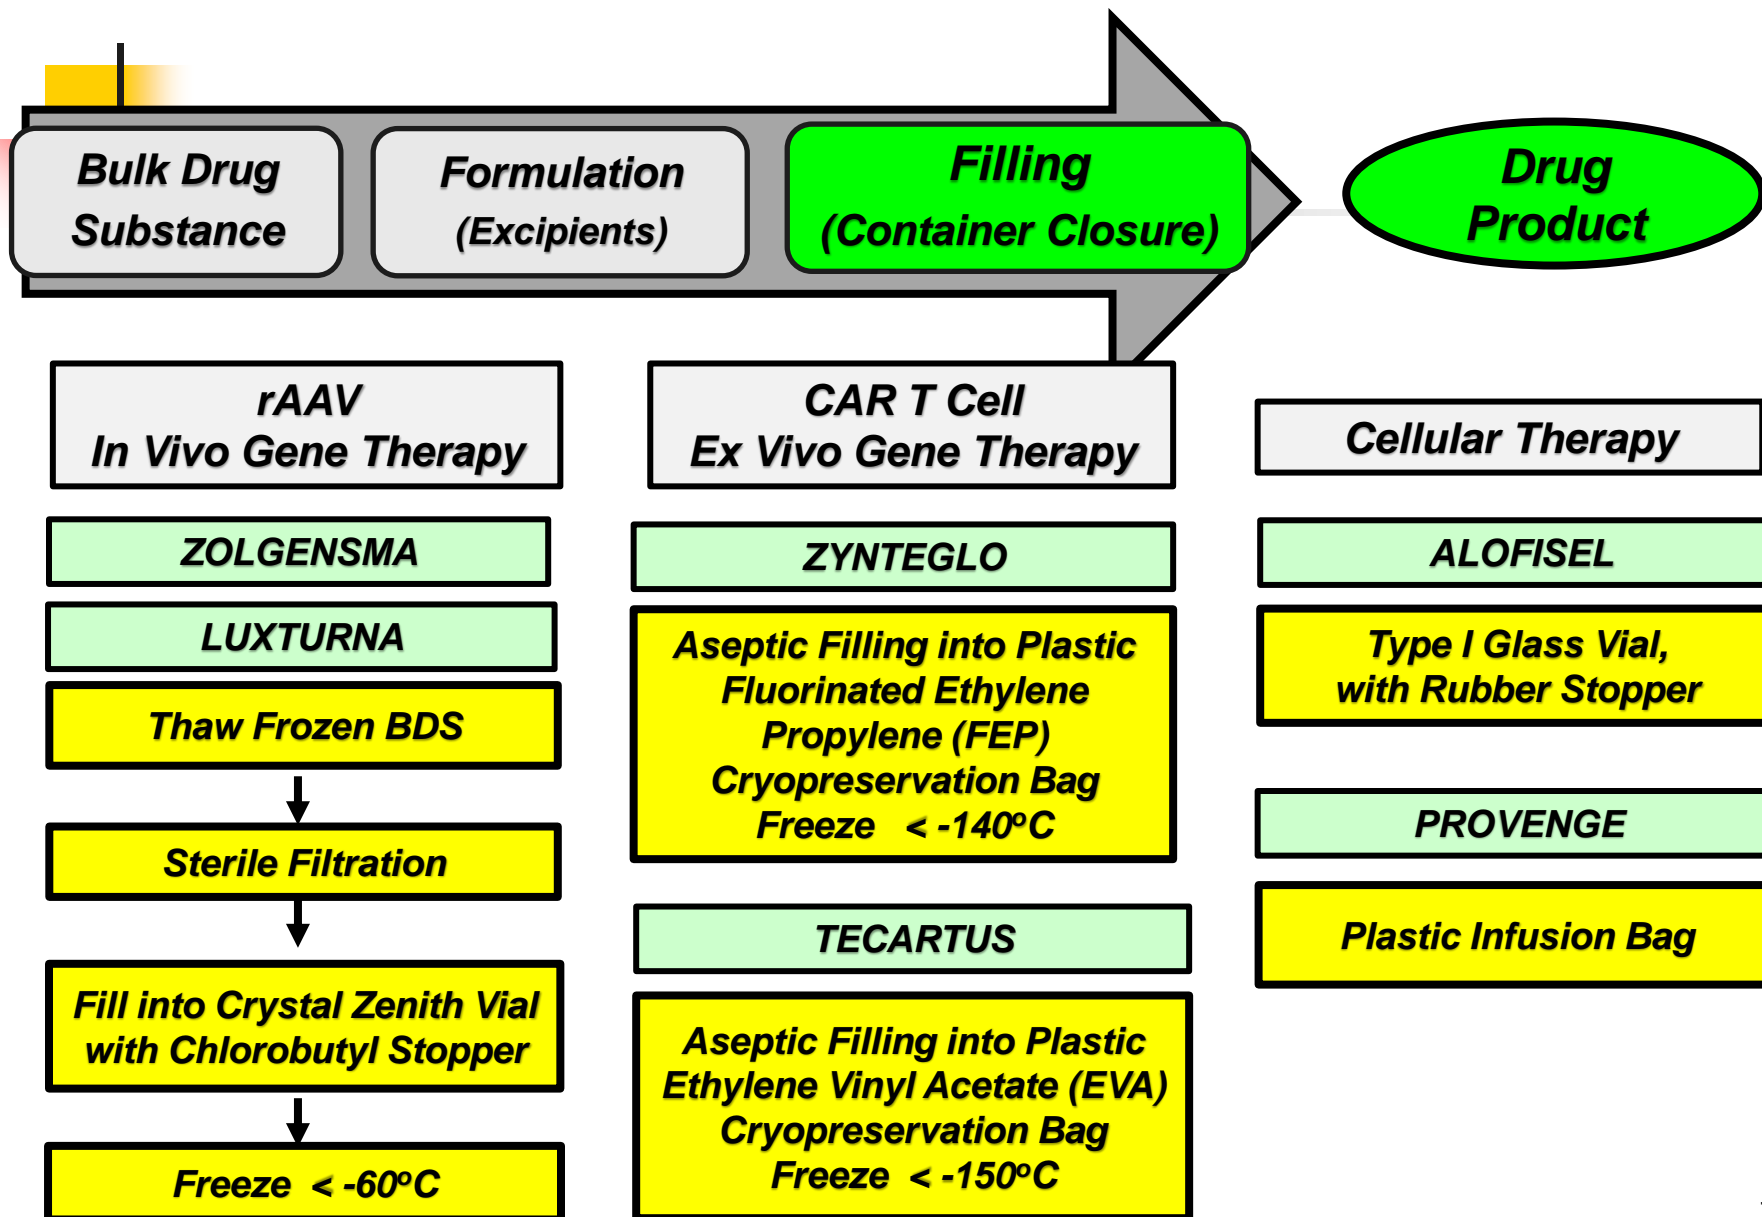 Bulk Drug
Substance
Formulation
(Excipients)
Filling
(Container Closure)
Drug
Product
rAAV
In Vivo Gene Therapy
ZOLGENSMA
LUXTURNA
Thaw Frozen BDS
Sterile Filtration
Fill into Crystal Zenith Vial
with Chlorobutyl Stopper
Freeze < -60ºC
CAR T Cell
Ex Vivo Gene Therapy
ZYNTEGLO
Aseptic Filling into Plastic
Fluorinated Ethylene
Propylene (FEP)
Cryopreservation Bag
Freeze < -140ºC
TECARTUS
Aseptic Filling into Plastic
Ethylene Vinyl Acetate (EVA)
Cryopreservation Bag
Freeze < -150ºC
Cellular Therapy
ALOFISEL
Type I Glass Vial,
with Rubber Stopper
PROVENGE
Plastic Infusion Bag